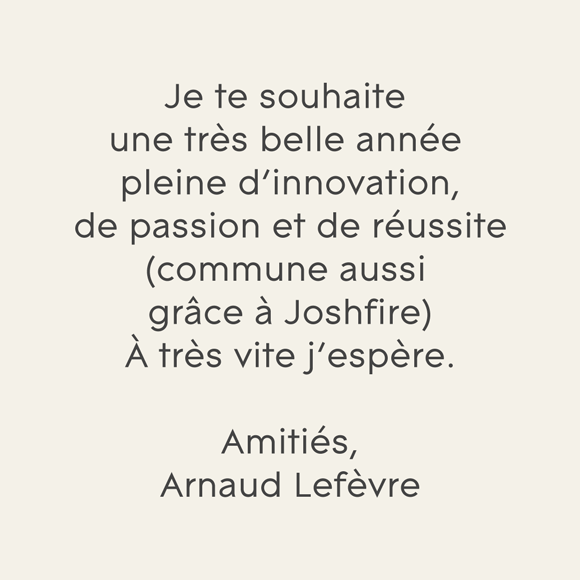 Je te souhaite
une très belle année
pleine d’innovation,
de passion et de réussite
(commune aussi
grâce à Joshfire)
À très vite j’espère.
Amitiés,
Arnaud Lefèvre